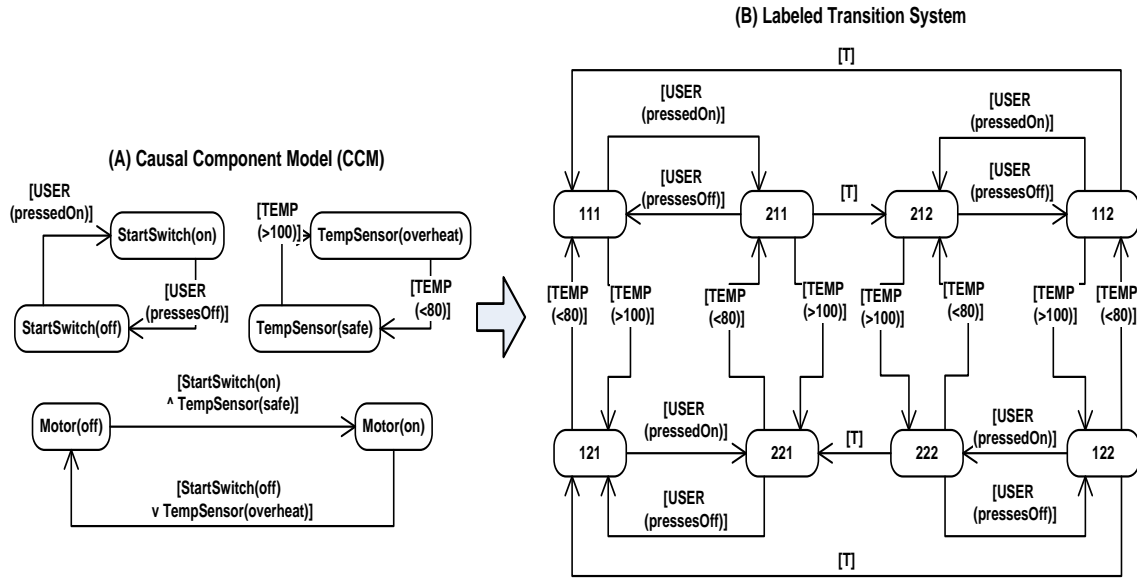 (B) Labeled Transition System
[T]
[USER
(pressedOn)]
[USER
(pressedOn)]
(A) Causal Component Model (CCM)
[USER
(pressedOn)]
[TEMP
(>100)]
StartSwitch(on)
TempSensor(overheat)
[USER
(pressesOff)]
[TEMP
(<80)]
StartSwitch(off)
TempSensor(safe)
[StartSwitch(on)
^ TempSensor(safe)]
Motor(off)
Motor(on)
[StartSwitch(off)
v TempSensor(overheat)]
[USER
(pressesOff)]
[T]
[USER
(pressesOff)]
111
211
212
112
[TEMP
(<80)]
[TEMP
(>100)]
[TEMP
(<80)]
[TEMP
(>100)]
[TEMP
(>100)]
[TEMP
(<80)]
[TEMP
(>100)]
[TEMP
(<80)]
[USER
(pressedOn)]
[T]
[USER
(pressedOn)]
121
221
222
122
[USER
(pressesOff)]
[USER
(pressesOff)]
[T]